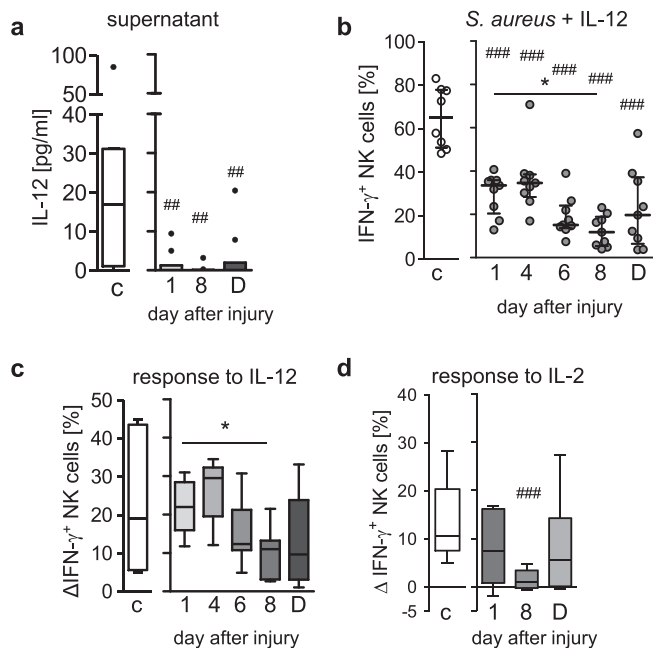 a
supernatant
IL-12 [pg/ml]
100
50
30
20
10
0
##
##
##
c
1 8 D
day after injury
b
S. aureus + IL-12
IFN-γ+ NK cells [%]
100
80
60
40
20
0
### ### ### ### ###
*
c
1 4 6 8 D
day after injury
c
response to IL-12
ΔIFN-γ+ NK cells [%]
50
40
30
20
10
0
*
c
1 4 6 8 D
day after injury
d
response to IL-2
Δ IFN-γ+ NK cells [%]
40
30
20
10
0
-5
###
c
1 8 D
day after injury